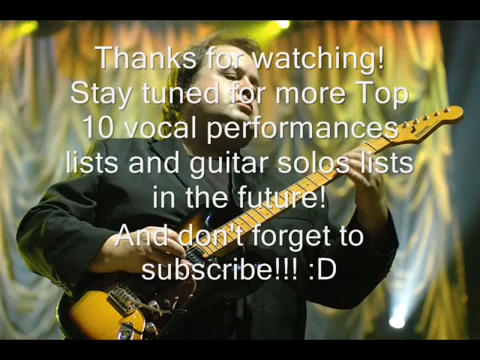 Thanks for watching!
Stay tuned for more Top
10 vocal performances
lists and guitar solos lists
in the future!
And don't forget to
subscribe!!! :D